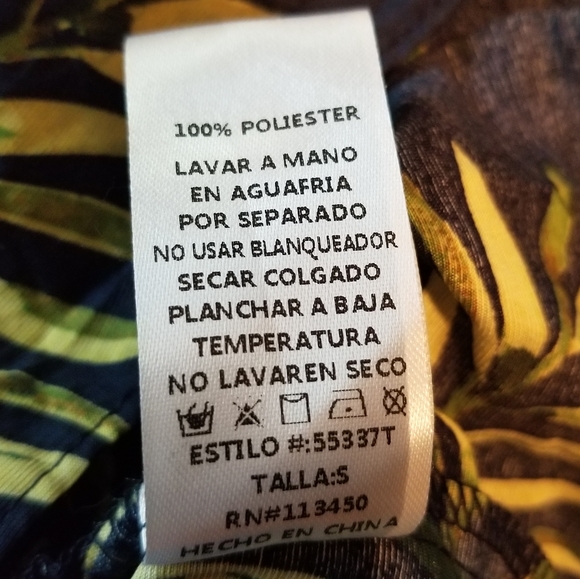 100% POLIESTER
LAVAR A MANO
EN AGUAFRIA
POR SEPARADO
NO USAR BLANQUEADOR
SECAR COLGADO
PLANCHAR A BAJA
TEMPERATURA
NO LAVAREN SECO
ESTILO #:55337T
TALLA:S
RN#113450
HECHO EN CHINA